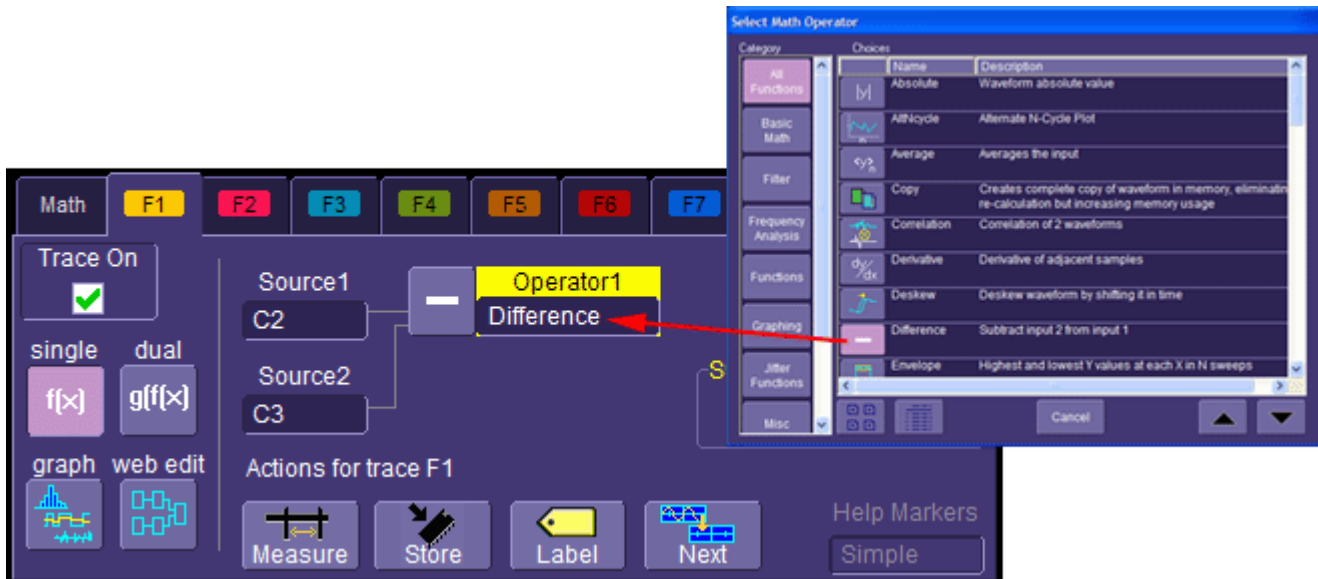 Select Math Operator
Category
Choices
All
Functions
Basic
Math
Filter
Frequency
Analysis
Functions
Graphing
Jitter
Functions
Misc
Name Description
|y| Absolute Waveform absolute value
AltNcycle Alternate N-Cycle Plot
Average Averages the input
Copy Creates complete copy of waveform in memory, eliminatin
re-calculation but increasing memory usage
Correlation Correlation of 2 waveforms
dy/dx Derivative Derivative of adjacent samples
Deskew Deskew waveform by shifting it in time
Difference Subtract input 2 from input 1
Envelope Highest and lowest Y values at each X in N sweeps
Cancel
Math F1 F2 F3 F4 F5 F6 F7
Trace On
single dual
f(x) g(f(x)
graph web edit
Source1
C2
Source2
C3
Operator1
Difference
S
Actions for trace F1
Measure Store Label Next
Help Markers
Simple